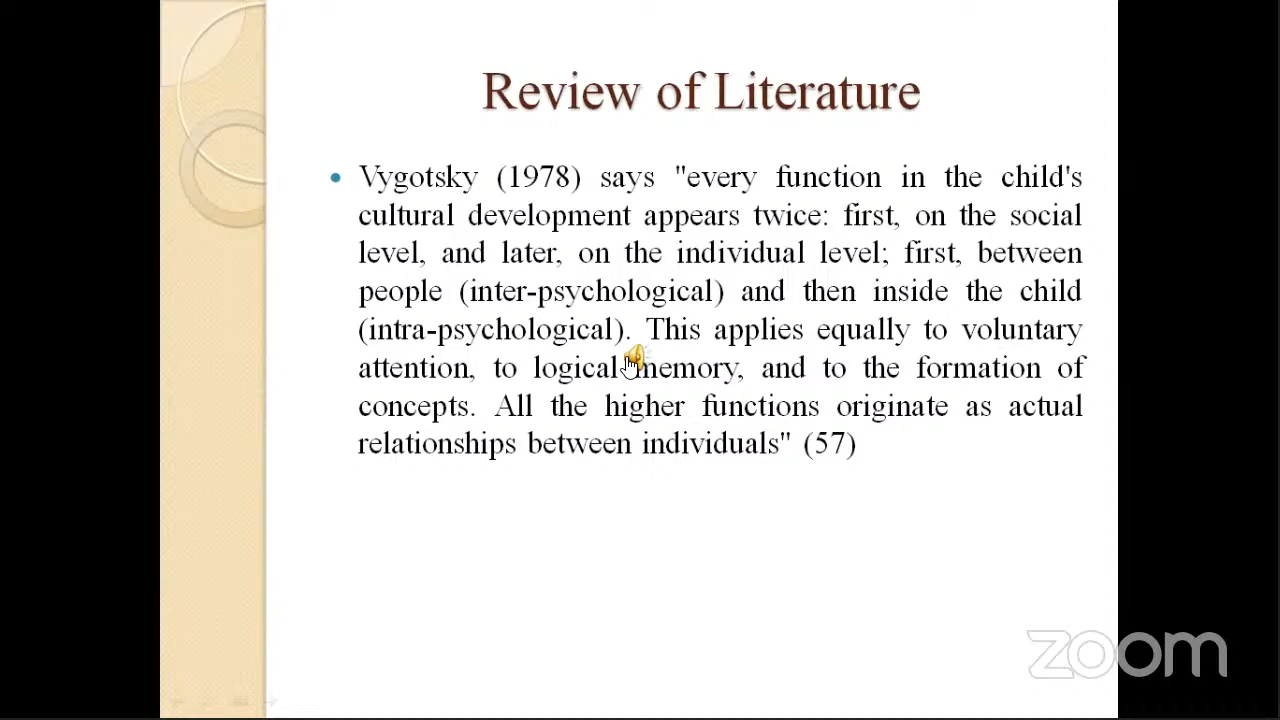 Review of Literature
Vygotsky (1978) says "every function in the child's
cultural development appears twice: first, on the social
level, and later, on the individual level; first, between
people (inter-psychological) and then inside the child
(intra-psychological). This applies equally to voluntary
attention, to logical memory, and to the formation of
concepts. All the higher functions originate as actual
relationships between individuals" (57)
zoom